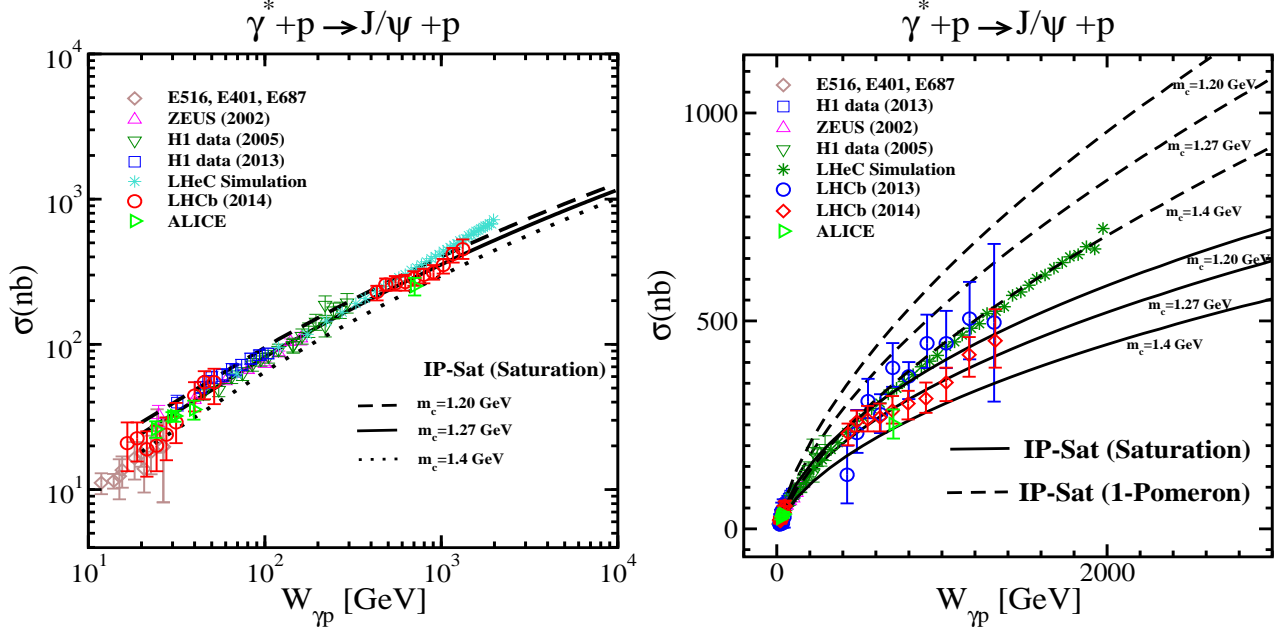 γ* +p → J/ψ +p
10^4
10^3
10^2
10^1
σ(nb)
E516, E401, E687
ZEUS (2002)
H1 data (2005)
H1 data (2013)
LHeC Simulation
LHCb (2014)
ALICE
IP-Sat (Saturation)
m_c=1.20 GeV
m_c=1.27 GeV
m_c=1.4 GeV
10^1 10^2 10^3 10^4
W_γp [GeV]
γ* +p → J/ψ +p
1000
500
0
σ(nb)
E516, E401, E687
H1 data (2013)
ZEUS (2002)
H1 data (2005)
LHeC Simulation
LHCb (2013)
LHCb (2014)
ALICE
m_c=1.20 GeV
m_c=1.27 GeV
m_c=1.4 GeV
m_c=1.20 GeV
m_c=1.27 GeV
m_c=1.4 GeV
IP-Sat (Saturation)
IP-Sat (1-Pomeron)
0 2000
W_γp [GeV]